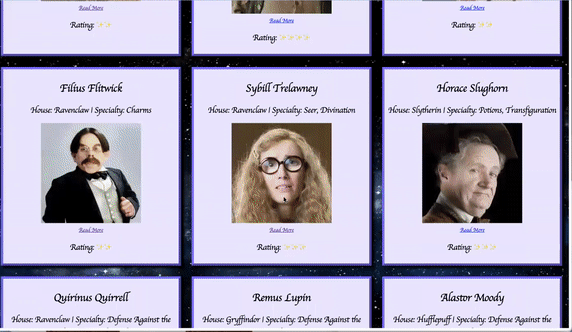 Read More
Read More
Read More
Rating:
Rating:
Rating:
Filius Flitwick
House: Ravenclaw | Specialty: Charms
Read More
Rating:
Sybill Trelawney
House: Ravenclaw | Specialty: Seer, Divination
Read More
Rating:
Horace Slughorn
House: Slytherin | Specialty: Potions, Transfiguration
Read More
Rating:
Quirinus Quirrell
House: Ravenclaw | Specialty: Defense Against the
Remus Lupin
House: Gryffindor | Specialty: Defense Against the
Alastor Moody
House: Hufflepuff | Specialty: Defense Against the